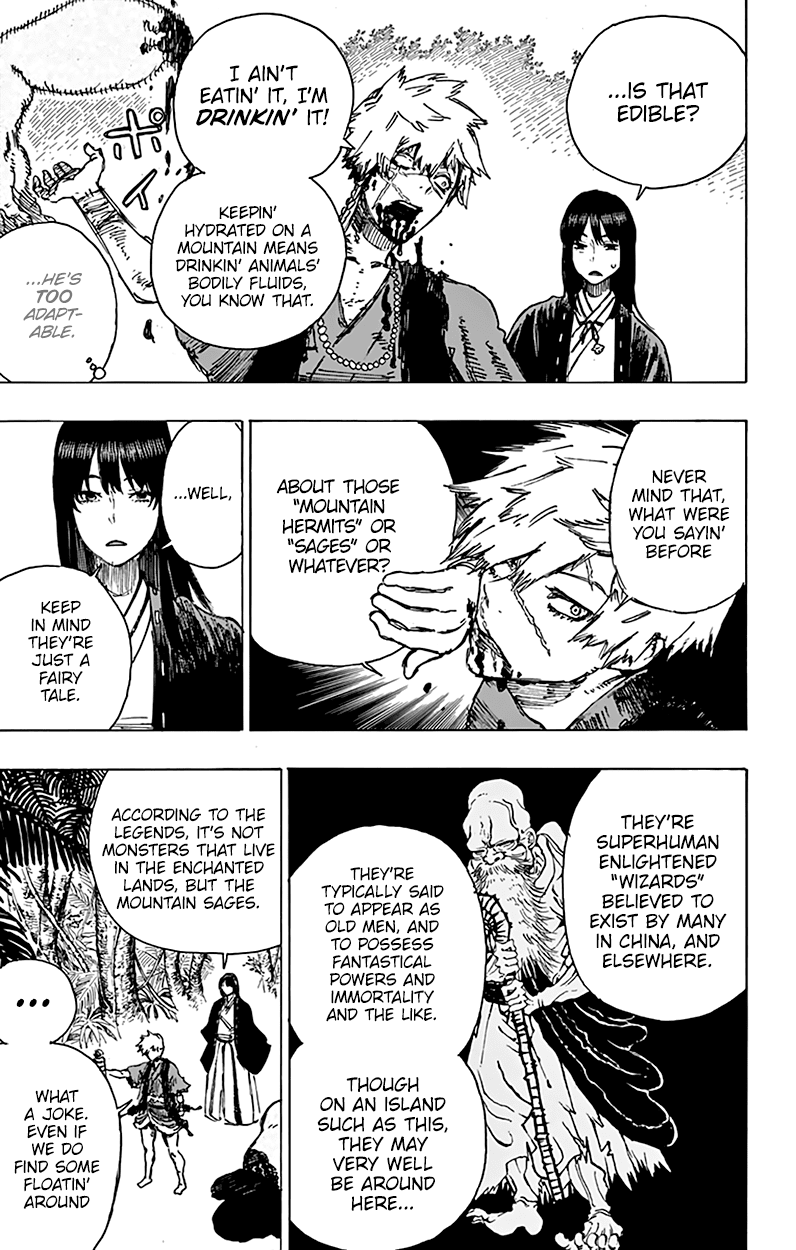 ...IS THAT
EDIBLE?
I AIN'T
EATIN' IT, I'M
DRINKIN' IT!
KEEPIN'
HYDRATED ON A
MOUNTAIN MEANS
DRINKIN' ANIMALS'
BODILY FLUIDS,
YOU KNOW THAT.
ポイ
...HE'S
TOO
ADAPT-
ABLE.
NEVER
MIND THAT,
WHAT WERE
YOU SAYIN'
BEFORE
ABOUT THOSE
"MOUNTAIN
HERMITS" OR
"SAGES" OR
WHATEVER?
...WELL,
KEEP
IN MIND
THEY'RE
JUST A
FAIRY
TALE.
THEY'RE
SUPERHUMAN
ENLIGHTENED
"WIZARDS"
BELIEVED TO
EXIST BY MANY
IN CHINA, AND
ELSEWHERE.
THEY'RE
TYPICALLY SAID
TO APPEAR AS
OLD MEN, AND
TO POSSESS
FANTASTICAL
POWERS AND
IMMORTALITY
AND THE LIKE.
THOUGH
ON AN ISLAND
SUCH AS THIS,
THEY MAY
VERY WELL
BE AROUND
HERE...
ACCORDING TO THE
LEGENDS, IT'S NOT
MONSTERS THAT LIVE
IN THE ENCHANTED
LANDS, BUT THE
MOUNTAIN SAGES.
...
WHAT
A JOKE.
EVEN IF
WE DO
FIND SOME
FLOATIN'
AROUND